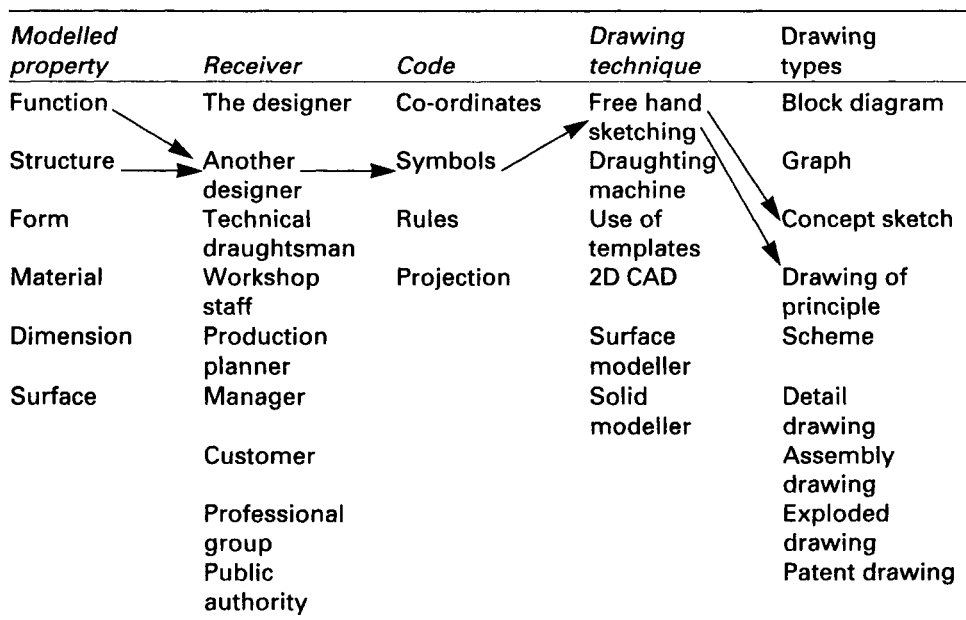 Modelled property Receiver Code Drawing technique Drawing types
Function The designer Co-ordinates Free hand sketching Block diagram
Structure Another designer Symbols Draughting machine Graph
Form Technical draughtsman Rules Use of templates Concept sketch
Material Workshop staff Projection 2D CAD Drawing of principle
Dimension Production planner Surface modeller Scheme
Surface Manager Solid modeller Detail drawing
Customer Assembly drawing
Professional group Exploded drawing
Public authority Patent drawing